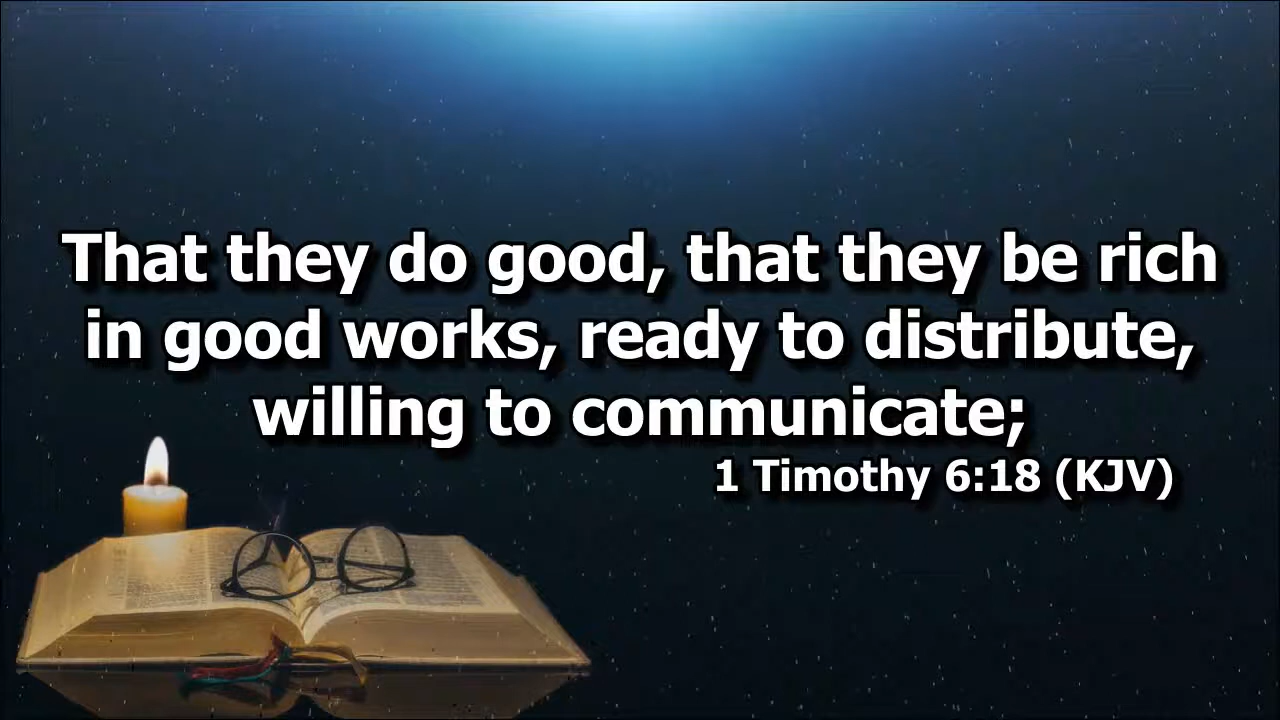 That they do good, that they be rich
in good works, ready to distribute,
willing to communicate;
1 Timothy 6:18 (KJV)